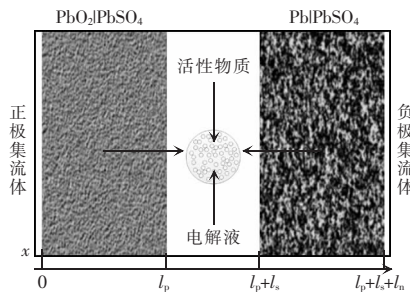 PbO₂|PbSO₄
Pb|PbSO₄
活性物质
正极集流体
负极集流体
电解液
x
0
lₚ
lₚ+lₛ
lₚ+lₛ+lₙ